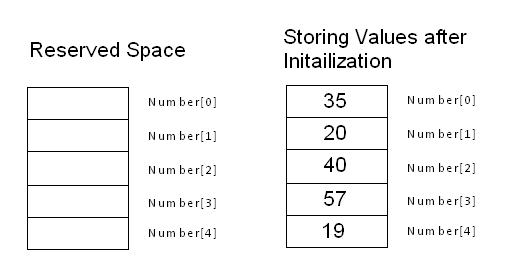 Reserved Space
Number[0]
Number[1]
Number[2]
Number[3]
Number[4]
Storing Values after
Initailization
35 Number[0]
20 Number[1]
40 Number[2]
57 Number[3]
19 Number[4]